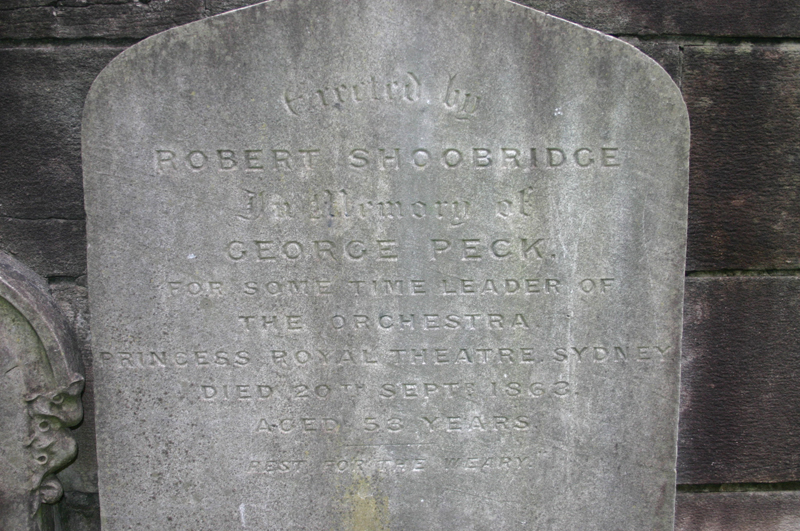 Erected by
ROBERT SHOOBRIDGE
In Memory of
GEORGE PECK.
FOR SOME TIME LEADER OF
THE ORCHESTRA.
PRINCESS ROYAL THEATRE, SYDNEY
DIED 20TH SEPTR 1863.
AGED 53 YEARS.
"REST FOR THE WEARY."